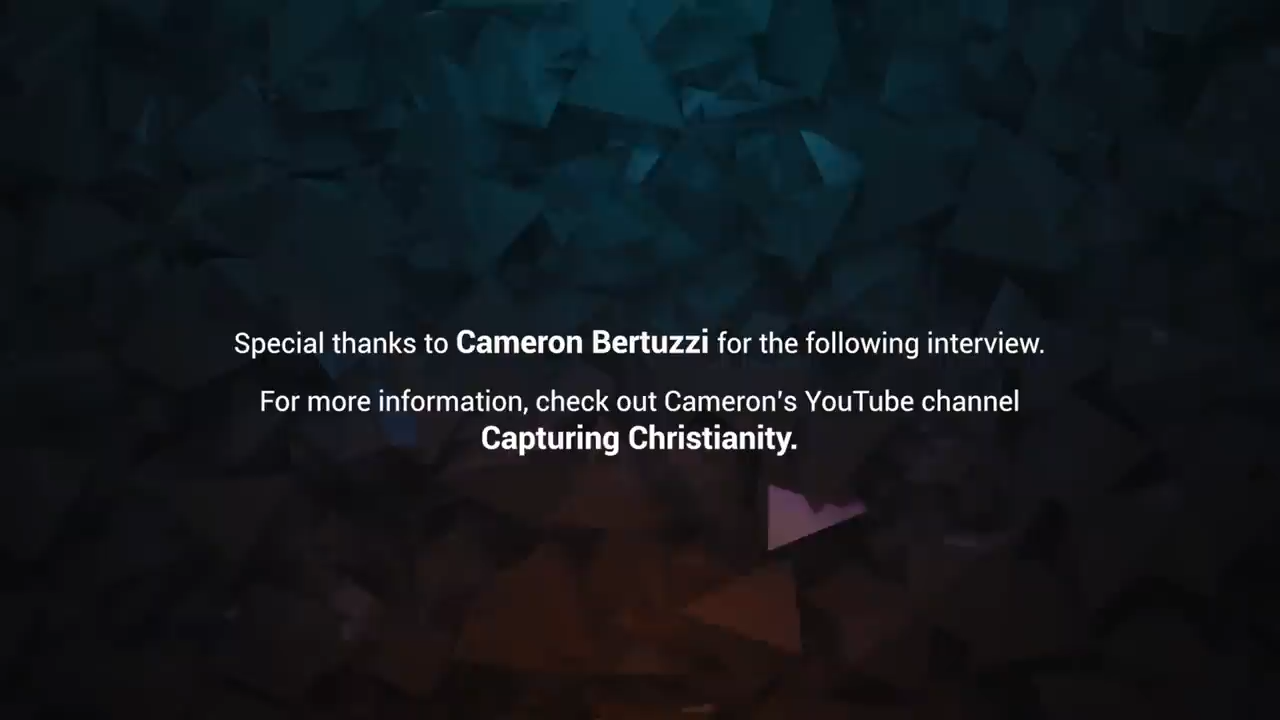 Special thanks to Cameron Bertuzzi for the following interview.
For more information, check out Cameron's YouTube channel
Capturing Christianity.